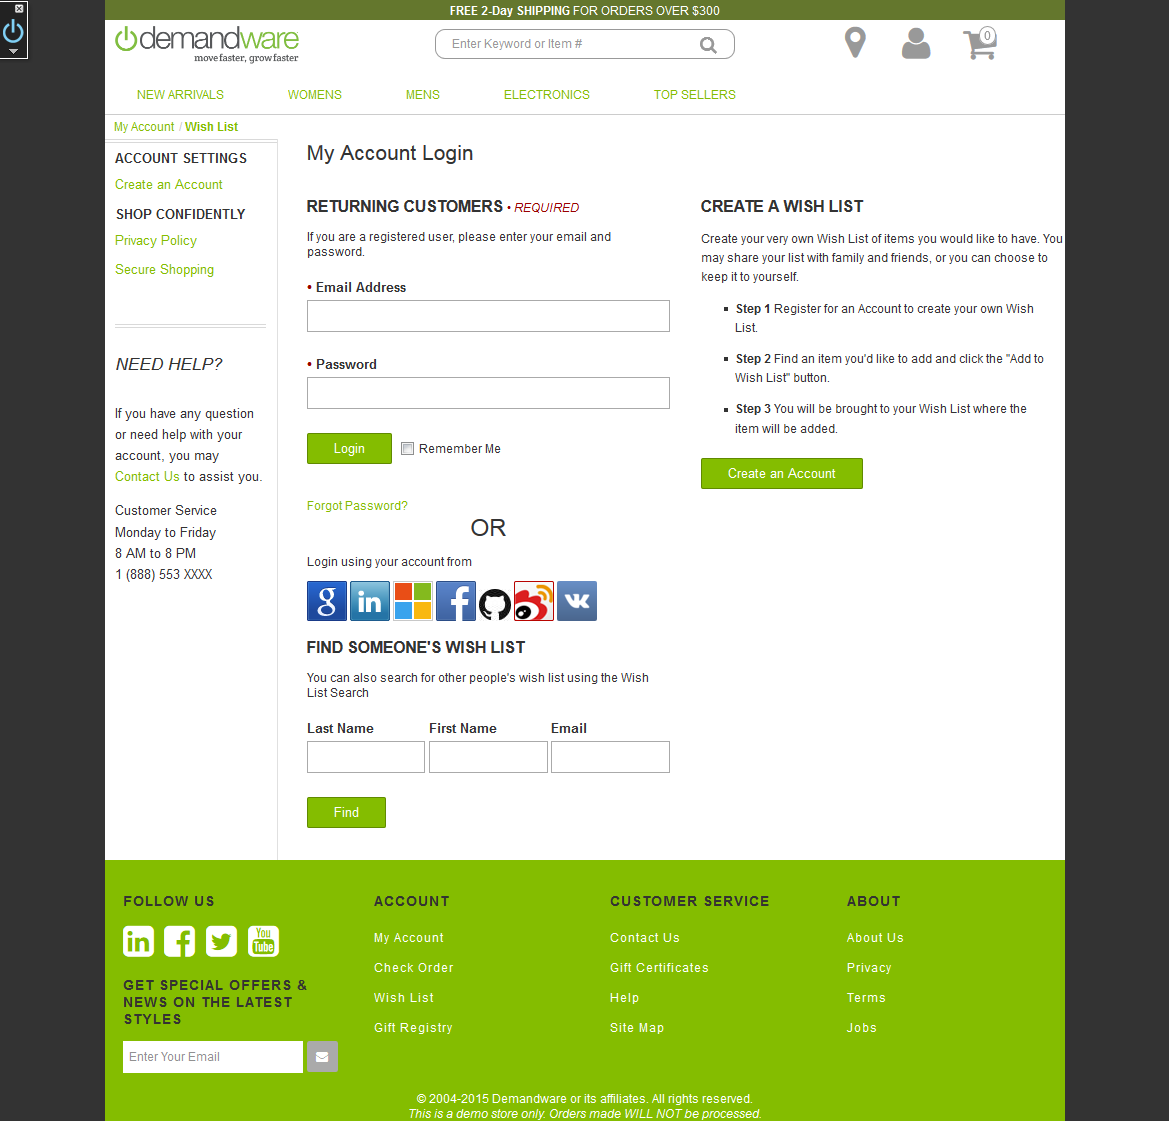 FREE 2-Day SHIPPING FOR ORDERS OVER $300
demandware
move faster, grow faster
Enter Keyword or Item #
0
NEW ARRIVALS
WOMENS
MENS
ELECTRONICS
TOP SELLERS
My Account / Wish List
ACCOUNT SETTINGS
Create an Account
SHOP CONFIDENTLY
Privacy Policy
Secure Shopping
NEED HELP?
If you have any question
or need help with your
account, you may
Contact Us to assist you.
Customer Service
Monday to Friday
8 AM to 8 PM
1 (888) 553 XXXX
My Account Login
RETURNING CUSTOMERS • REQUIRED
If you are a registered user, please enter your email and
password.
• Email Address
• Password
Login
Remember Me
Forgot Password?
OR
Login using your account from
g
in
f
FIND SOMEONE'S WISH LIST
You can also search for other people's wish list using the Wish
List Search
Last Name
First Name
Email
Find
CREATE A WISH LIST
Create your very own Wish List of items you would like to have. You
may share your list with family and friends, or you can choose to
keep it to yourself.
Step 1 Register for an Account to create your own Wish
List.
Step 2 Find an item you'd like to add and click the "Add to
Wish List" button.
Step 3 You will be brought to your Wish List where the
item will be added.
Create an Account
FOLLOW US
in
f
You
Tube
GET SPECIAL OFFERS &
NEWS ON THE LATEST
STYLES
Enter Your Email
ACCOUNT
My Account
Check Order
Wish List
Gift Registry
CUSTOMER SERVICE
Contact Us
Gift Certificates
Help
Site Map
ABOUT
About Us
Privacy
Terms
Jobs
© 2004-2015 Demandware or its affiliates. All rights reserved.
This is a demo store only. Orders made WILL NOT be processed.